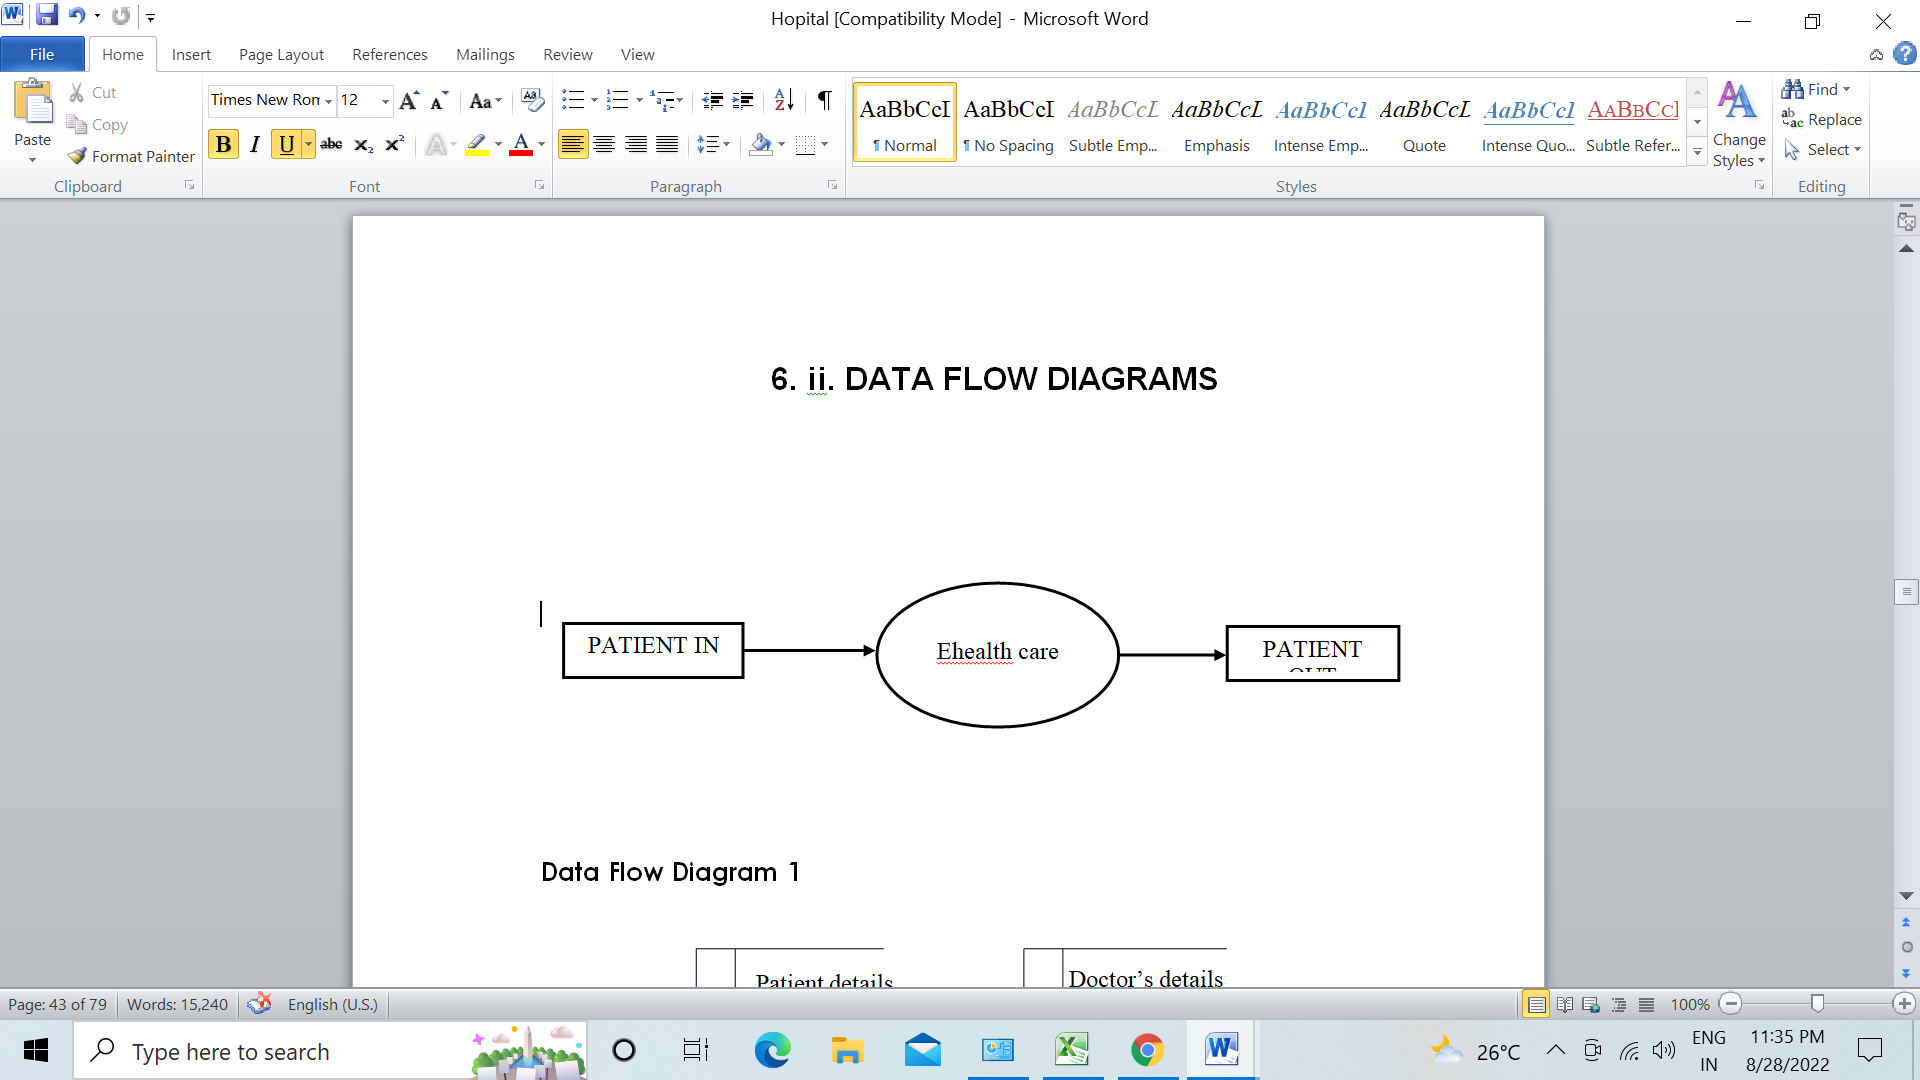 Hopital [Compatibility Mode] - Microsoft Word
File Home Insert Page Layout References Mailings Review View
Paste
Cut
Copy
Format Painter
Clipboard
Times New Ron 12
Font
Paragraph
AaBbCcI AaBbCcI AaBbCcL AaBbCcL AaBbCcI AaBbCcL AaBbCcI AABBCCI
¶ Normal ¶ No Spacing Subtle Emp... Emphasis Intense Emp... Quote Intense Quo... Subtle Refer...
Change
Styles
Styles
Find
Replace
Select
Editing
6. ii. DATA FLOW DIAGRAMS
PATIENT IN
Ehealth care
PATIENT
OUT
Data Flow Diagram 1
Patient details
Doctor’s details
Page: 43 of 79 Words: 15,240 English (U.S.) 100%
Type here to search
26°C
ENG
IN
11:35 PM
8/28/2022